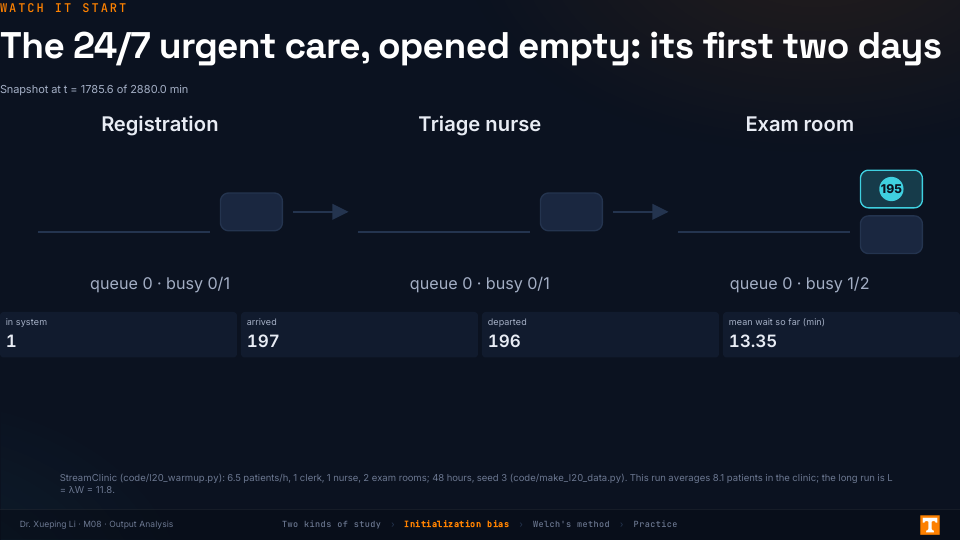 WATCH IT START
The 24/7 urgent care, opened empty: its first two days
Snapshot at t = 1785.6 of 2880.0 min
Registration
Triage nurse
Exam room
195
queue 0 · busy 0/1
queue 0 · busy 0/1
queue 0 · busy 1/2
in system
1
arrived
197
departed
196
mean wait so far (min)
13.35
StreamClinic (code/l20_warmup.py): 6.5 patients/h, 1 clerk, 1 nurse, 2 exam rooms; 48 hours, seed 3 (code/make_l20_data.py). This run averages 8.1 patients in the clinic; the long run is L
= λW = 11.8.
Dr. Xueping Li · M08 · Output Analysis
Two kinds of study › Initialization bias › Welch's method › Practice
T